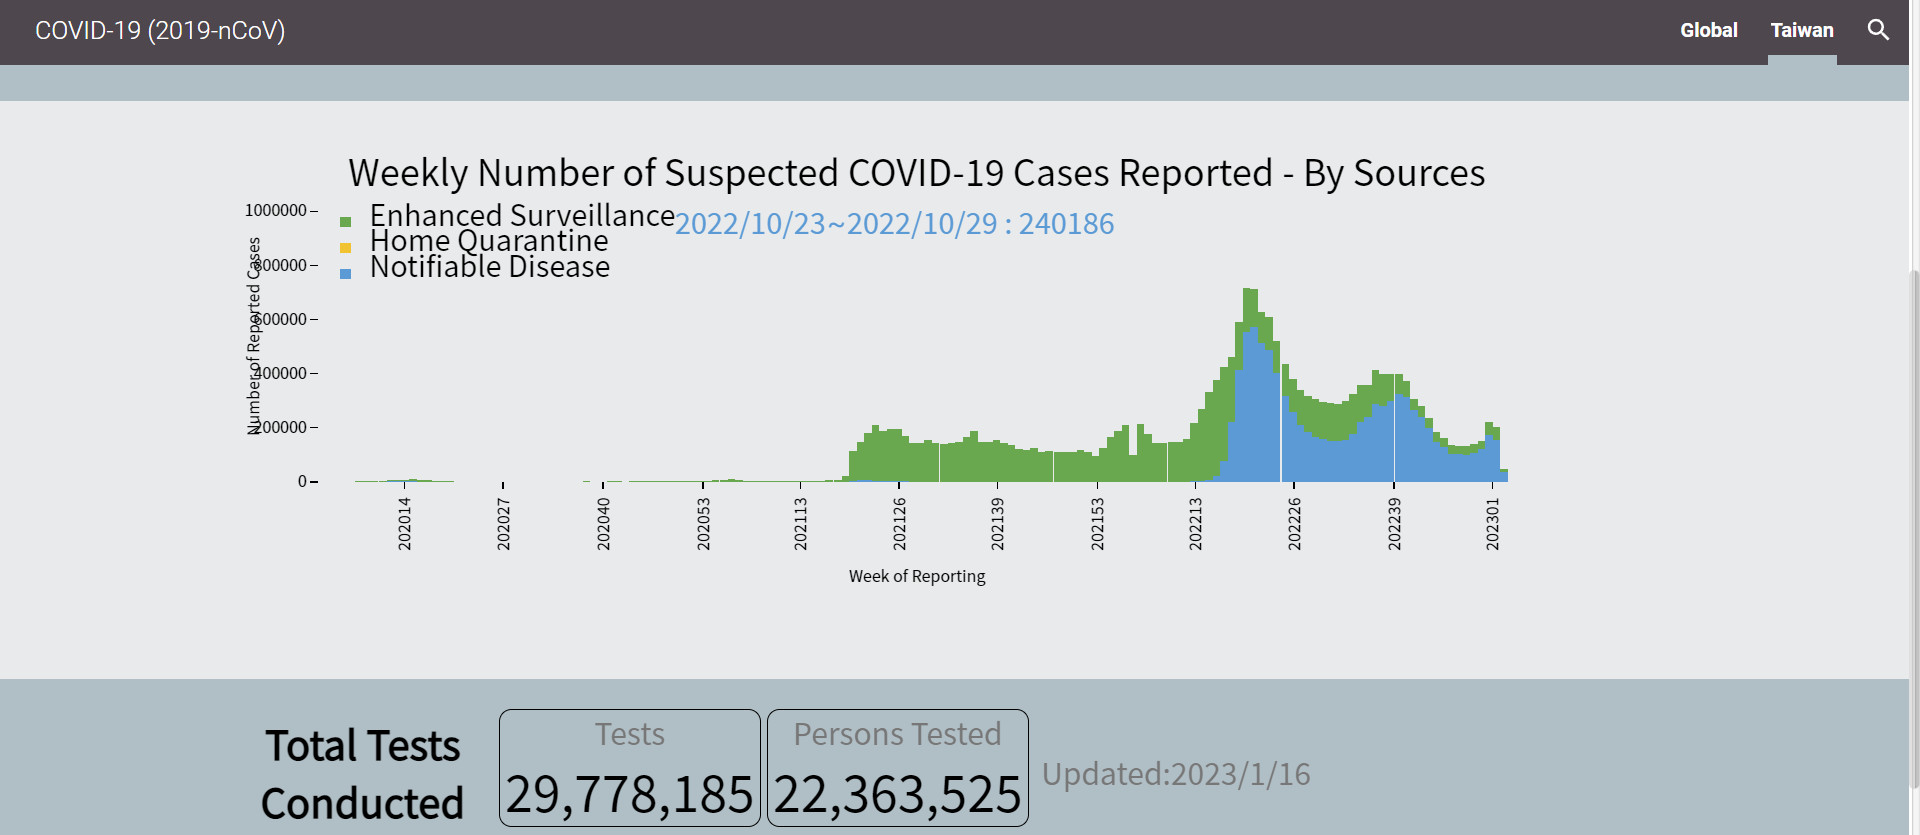 COVID-19 (2019-nCoV)
Global
Taiwan
Weekly Number of Suspected COVID-19 Cases Reported - By Sources
Enhanced Surveillance
Home Quarantine
Notifiable Disease
2022/10/23~2022/10/29 : 240186
Number of Reported Cases
1000000
800000
600000
400000
200000
0
202014
202027
202040
202053
202113
202126
202139
202153
202213
202226
202239
202301
Week of Reporting
Total Tests
Conducted
Tests
29,778,185
Persons Tested
22,363,525
Updated:2023/1/16